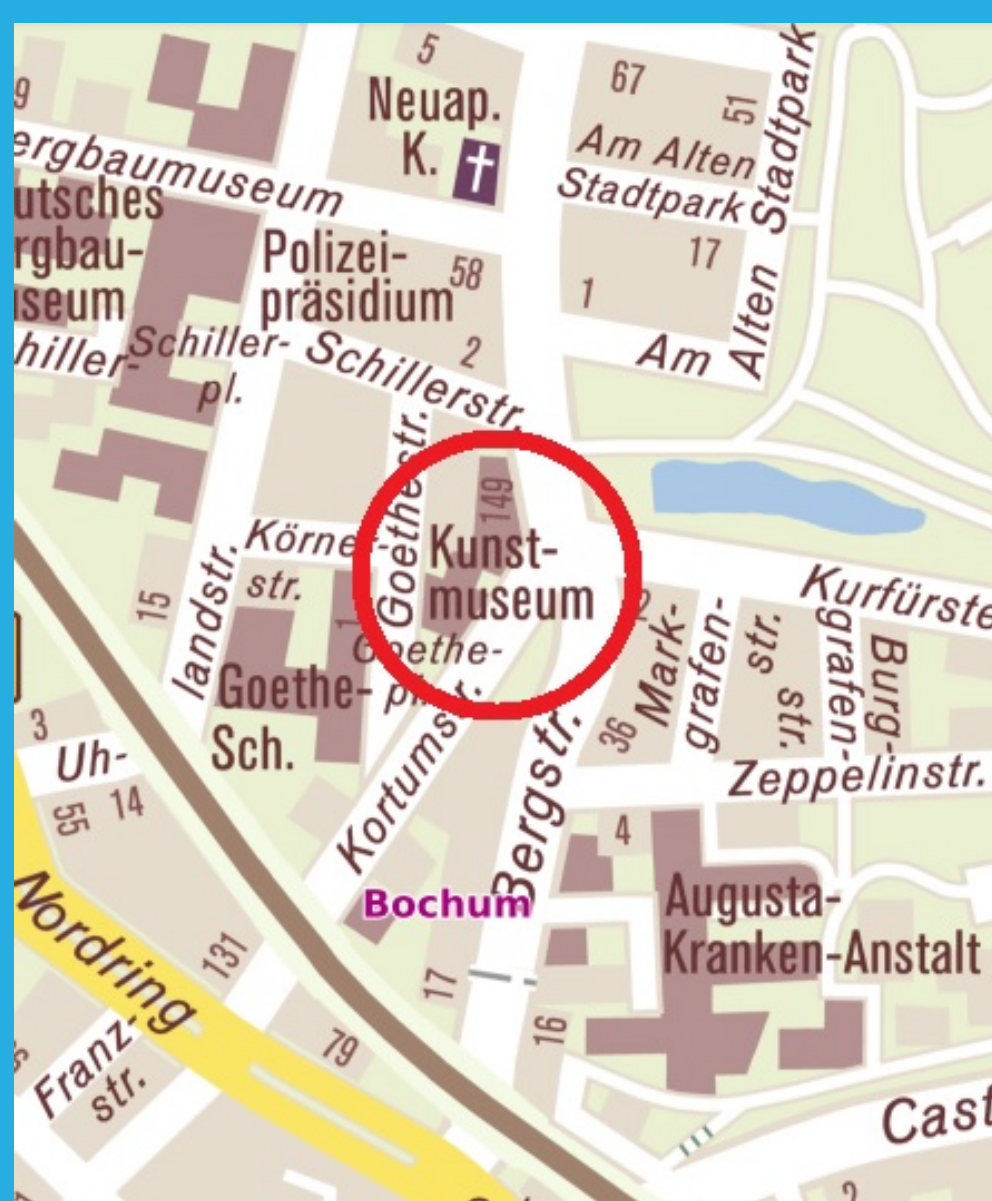 5
Neuap.
K.
67
51
Am Alten
Stadtpark
Alten Stadtpark
9
ergbaumuseum
utsches
rgbau-
useum
Polizei-
präsidium
58
17
1
2
Am
hiller-
Schiller-
pl.
Schillerstr.
Goethestr.
149
Kunst-
museum
Körner-
str.
15
landstr.
1
Goethe-
pl.
Goethe-
Sch.
Kortumstr.
Bergstr.
2
36
Mark-
grafen-
str.
str.
grafen-
Burg-
Kurfürste
Zeppelinstr.
3
Uh-
55
14
4
Augusta-
Kranken-Anstalt
Bochum
Nordring
131
17
16
79
Franz-
str.
Cast
2